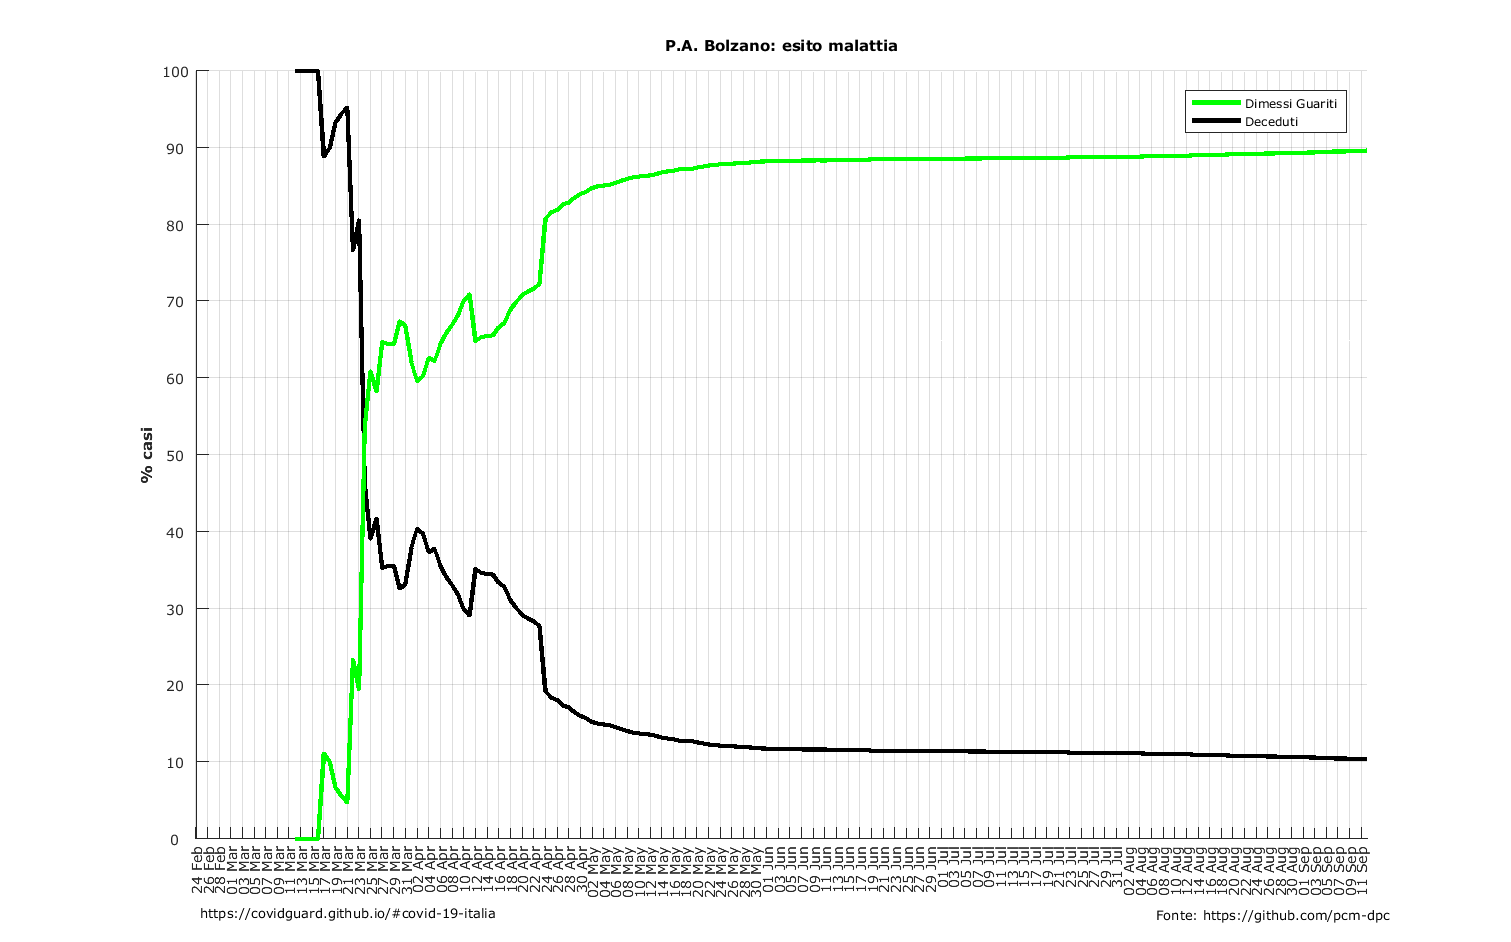 P.A. Bolzano: esito malattia
Dimessi Guariti
Deceduti
% casi
100
90
80
70
60
50
40
30
20
10
0
24 Feb
26 Feb
28 Feb
01 Mar
03 Mar
05 Mar
07 Mar
09 Mar
11 Mar
13 Mar
15 Mar
17 Mar
19 Mar
21 Mar
23 Mar
25 Mar
27 Mar
29 Mar
31 Mar
02 Apr
04 Apr
06 Apr
08 Apr
10 Apr
12 Apr
14 Apr
16 Apr
18 Apr
20 Apr
22 Apr
24 Apr
26 Apr
28 Apr
30 Apr
02 May
04 May
06 May
08 May
10 May
12 May
14 May
16 May
18 May
20 May
22 May
24 May
26 May
28 May
30 May
01 Jun
03 Jun
05 Jun
07 Jun
09 Jun
11 Jun
13 Jun
15 Jun
17 Jun
19 Jun
21 Jun
23 Jun
25 Jun
27 Jun
29 Jun
01 Jul
03 Jul
05 Jul
07 Jul
09 Jul
11 Jul
13 Jul
15 Jul
17 Jul
19 Jul
21 Jul
23 Jul
25 Jul
27 Jul
29 Jul
31 Jul
02 Aug
04 Aug
06 Aug
08 Aug
10 Aug
12 Aug
14 Aug
16 Aug
18 Aug
20 Aug
22 Aug
24 Aug
26 Aug
28 Aug
30 Aug
01 Sep
03 Sep
05 Sep
07 Sep
09 Sep
11 Sep
https://covidguard.github.io/#covid-19-italia
Fonte: https://github.com/pcm-dpc